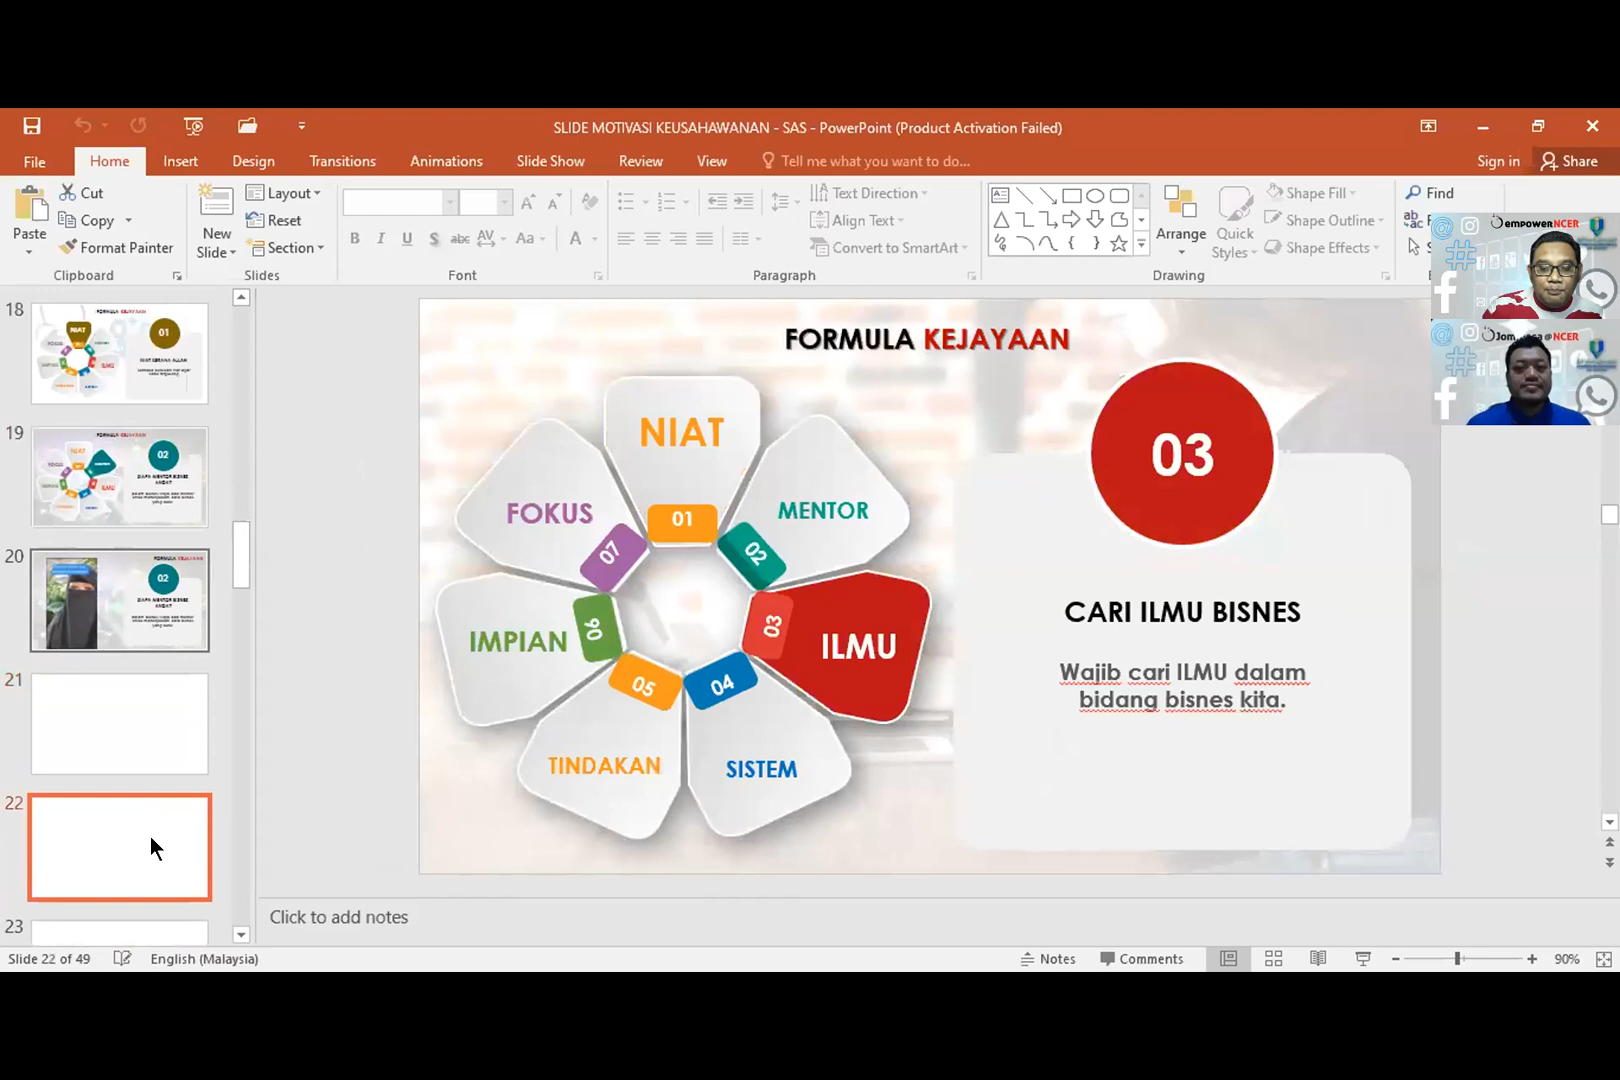 SLIDE MOTIVASI KEUSAHAWANAN - SAS - PowerPoint (Product Activation Failed)
File
Home
Insert
Design
Transitions
Animations
Slide Show
Review
View
Tell me what you want to do...
Sign in
Share
Paste
Cut
Copy
Format Painter
Clipboard
New
Slide
Layout
Reset
Section
Slides
Font
Text Direction
Align Text
Convert to SmartArt
Paragraph
Arrange
Quick
Styles
Shape Fill
Shape Outline
Shape Effects
Drawing
Find
empowerNCER
@NCER
18
19
20
21
22
23
FORMULA KEJAYAAN
NIAT
01
MENTOR
02
ILMU
03
SISTEM
04
TINDAKAN
05
IMPIAN
06
FOKUS
07
03
CARI ILMU BISNES
Wajib cari ILMU dalam
bidang bisnes kita.
Click to add notes
Slide 22 of 49
English (Malaysia)
Notes
Comments
90%